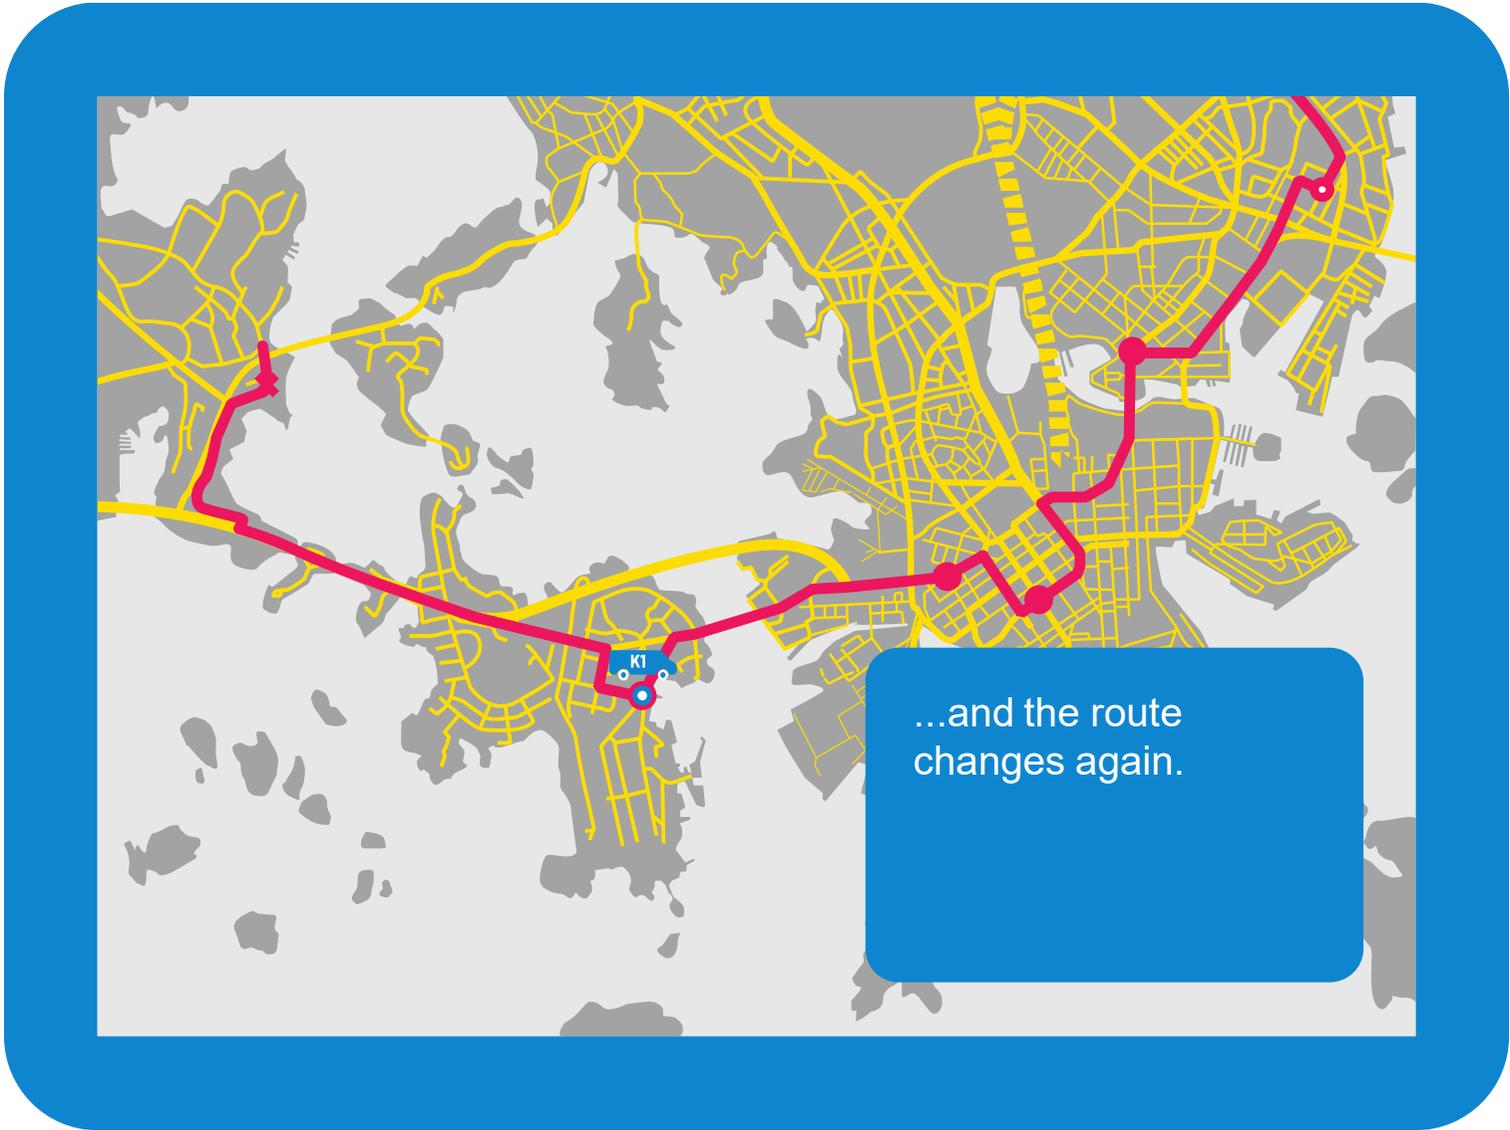 K1
...and the route
changes again.